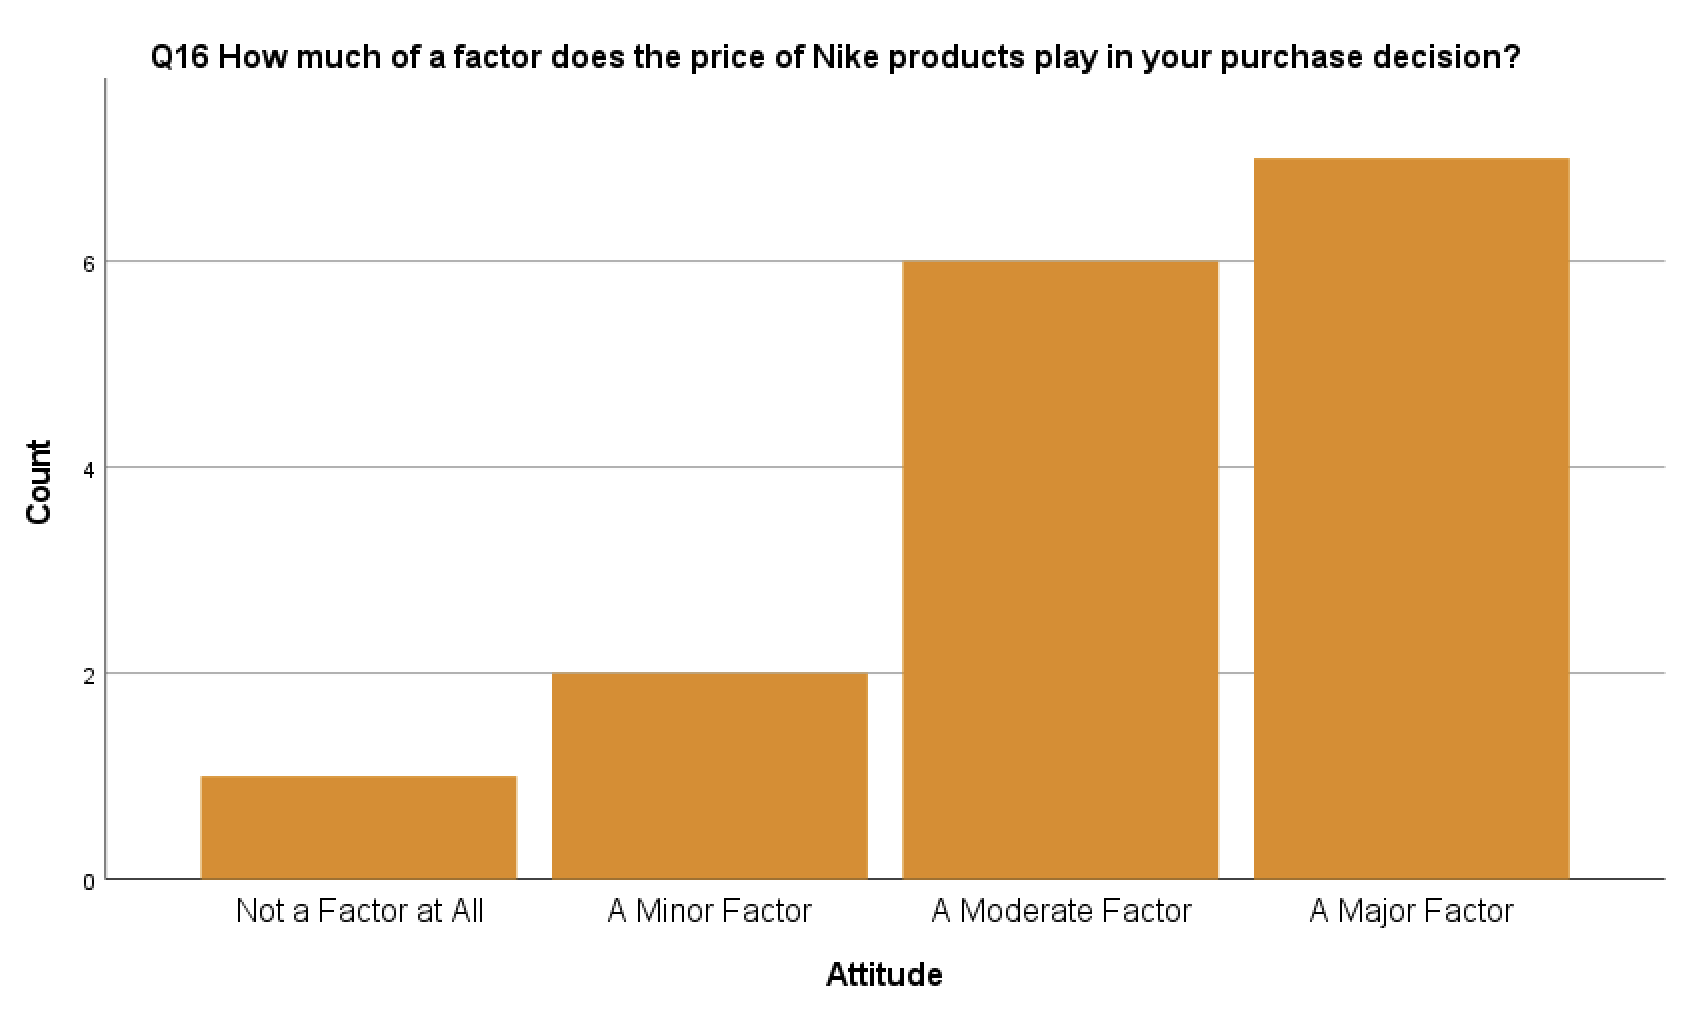 Q16 How much of a factor does the price of Nike products play in your purchase decision?
Count
6
4
2
0
Not a Factor at All
A Minor Factor
A Moderate Factor
A Major Factor
Attitude